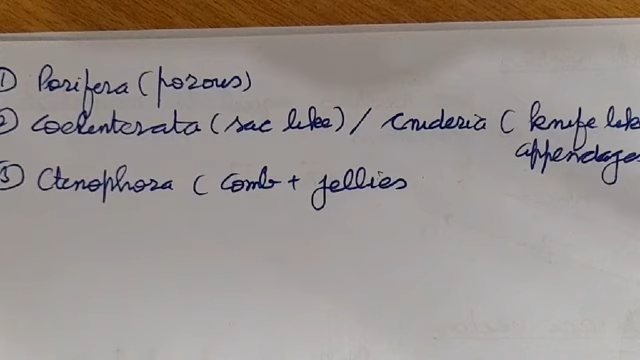 ① Porifera (porous)
② Coelenterata (sac like) / Cnideria ( knife like
appendages
③ Ctenophora ( Comb + jellies